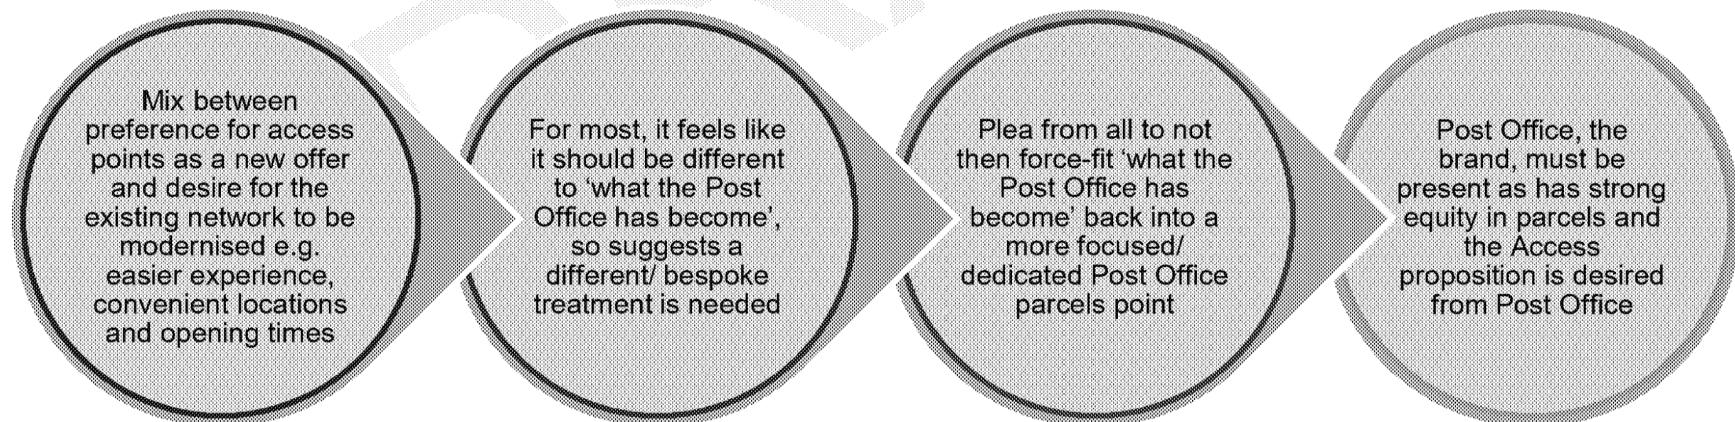 Mix between
preference for access
points as a new offer
and desire for the
existing network to be
modernised e.g.
easier experience,
convenient locations
and opening times
For most, it feels like
it should be different
to ‘what the Post
Office has become’,
so suggests a
different/ bespoke
treatment is needed
Plea from all to not
then force-fit ‘what the
Post Office has
become’ back into a
more focused/
dedicated Post Office
parcels point
Post Office, the
brand, must be
present as has strong
equity in parcels and
the Access
proposition is desired
from Post Office